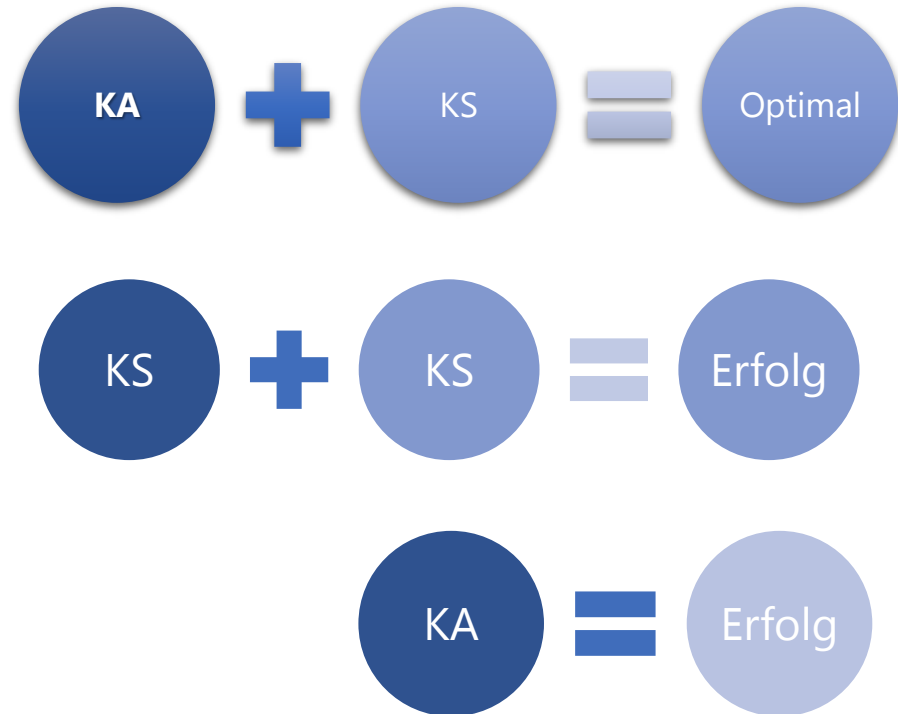 KA + KS = Optimal
KS + KS = Erfolg
KA = Erfolg